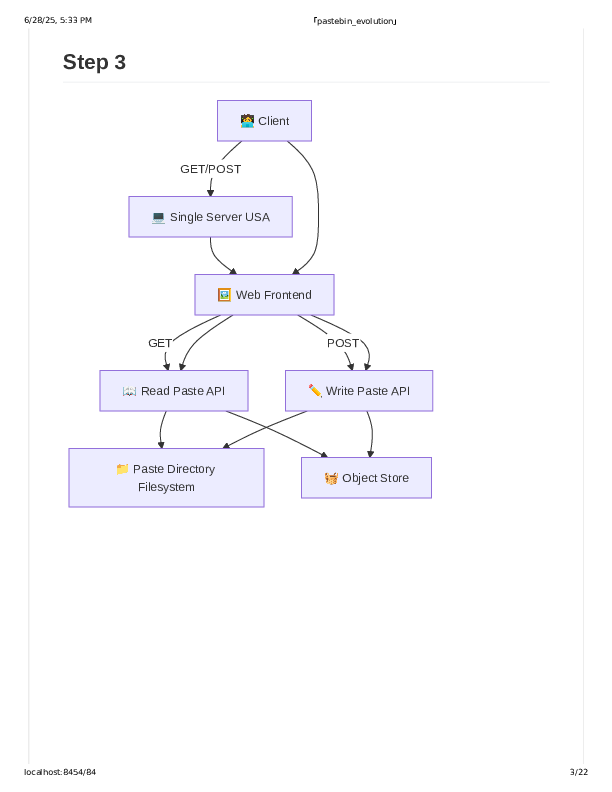 6/28/25, 5:33 PM
「pastebin_evolution」
Step 3
Client
GET/POST
Single Server USA
Web Frontend
GET
POST
Read Paste API
Write Paste API
Paste Directory
Filesystem
Object Store
localhost:8454/84
3/22